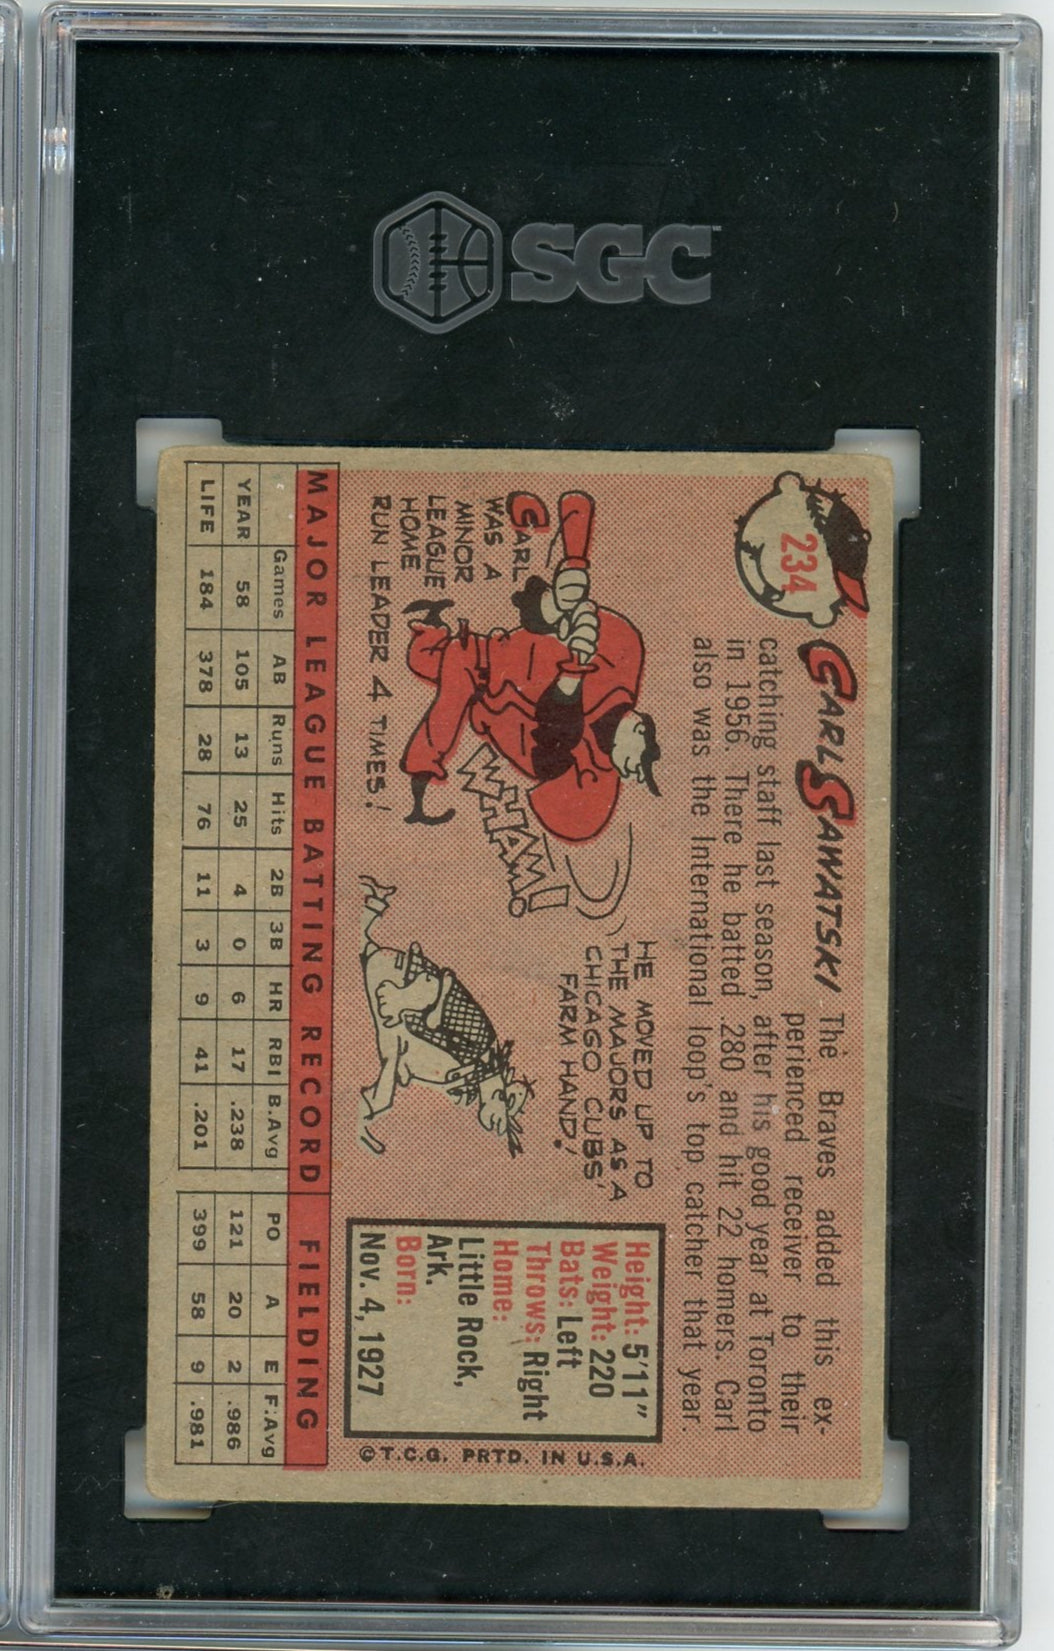 SGC
234
CARL SAWATSKI
The Braves added this ex-
perienced receiver to their
catching staff last season, after his good year at Toronto
in 1956. There he batted .280 and hit 22 homers. Carl
also was the International loop's top catcher that year.
CARL
WAS A
MINOR
LEAGUE
HOME
RUN LEADER 4 TIMES!
WHAM!
HE MOVED UP TO
THE MAJORS AS A
CHICAGO CUBS'
FARM HAND!
Height: 5'11"
Weight: 220
Bats: Left
Throws: Right
Home:
Little Rock,
Ark.
Born:
Nov. 4, 1927
©T.C.G. PRTD. IN U.S.A.
MAJOR LEAGUE BATTING RECORD FIELDING
Games AB Runs Hits 2B 3B HR RBI B.Avg PO A E F.Avg
YEAR 58 105 13 25 4 0 6 17 .238 121 20 2 .986
LIFE 184 378 28 76 11 3 9 41 .201 399 58 9 .981